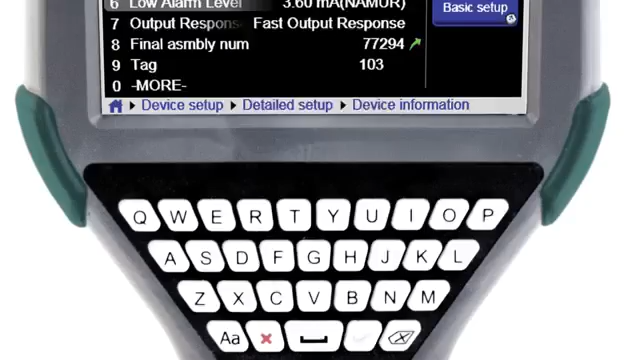 6 Low Alarm Level 3.60 mA(NAMUR)
7 Output Respons Fast Output Response
8 Final asmbly num 77294
9 Tag 103
0 -MORE-
Basic setup
Device setup Detailed setup Device information
Q W E R T Y U I O P
A S D F G H J K L
Z X C V B N M
Aa